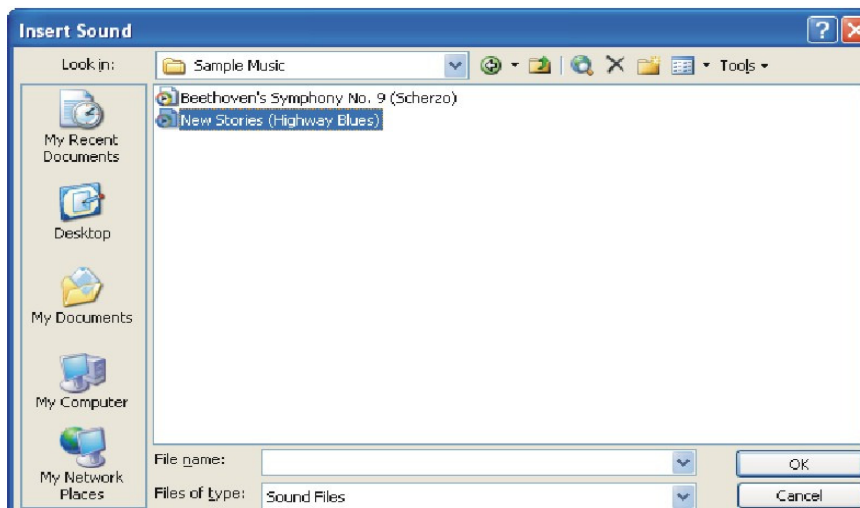 Insert Sound
Look in:
Sample Music
Tools
Beethoven's Symphony No. 9 (Scherzo)
New Stories (Highway Blues)
My Recent
Documents
Desktop
My Documents
My Computer
My Network
Places
File name:
OK
Files of type:
Sound Files
Cancel